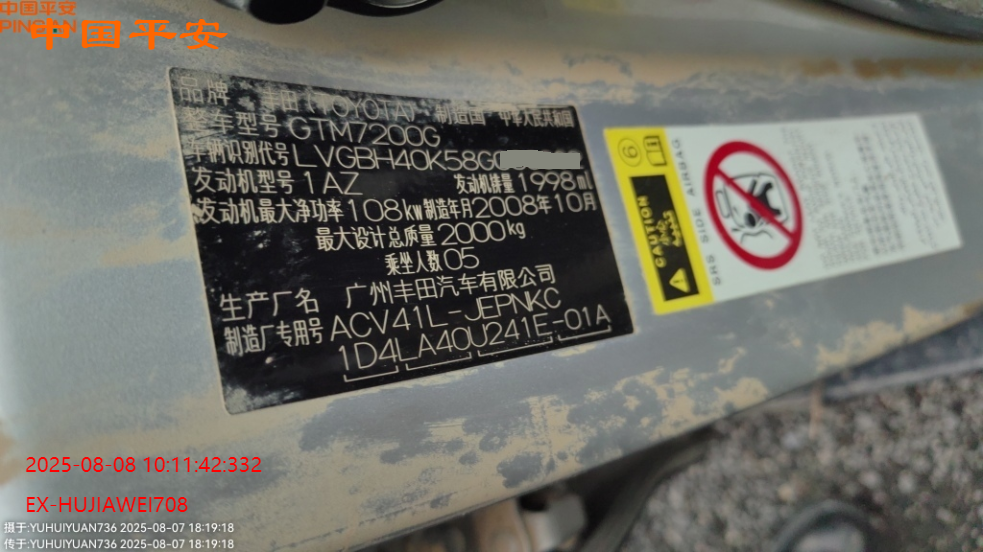 中国平安
PINGAN
中国平安
品牌 丰田(TOYOTA) 制造国 中华人民共和国
整车型号 GTM7200G
车辆识别代号 LVGBH40K58G
发动机型号 1AZ 发动机排量 1998ml
发动机最大净功率 108kw 制造年月 2008年10月
最大设计总质量 2000kg
乘坐人数 05
生产厂名 广州丰田汽车有限公司
制造厂专用号 ACV41L-JEPNKC
1D4LA40U241E-01A
CAUTION
SRS SIDE AIRBAG
2025-08-08 10:11:42:332
EX-HUJIAWEI708
摄于:YUHUIYUAN736 2025-08-07 18:19:18
传于:YUHUIYUAN736 2025-08-07 18:19:18